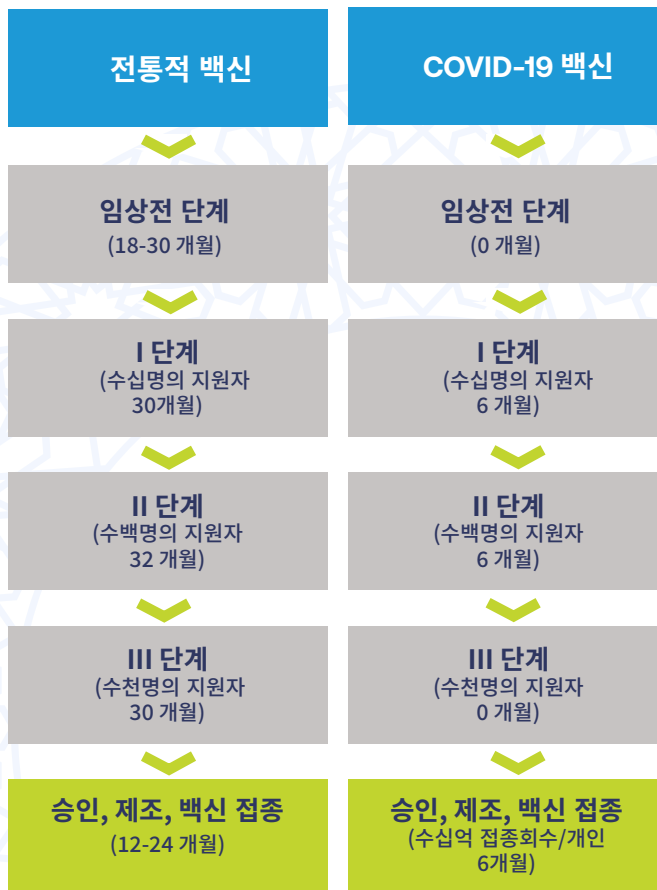 전통적 백신
임상전 단계
(18-30 개월)
I 단계
(수십명의 지원자
30개월)
II 단계
(수백명의 지원자
32 개월)
III 단계
(수천명의 지원자
30 개월)
승인, 제조, 백신 접종
(12-24 개월)
COVID-19 백신
임상전 단계
(0 개월)
I 단계
(수십명의 지원자
6 개월)
II 단계
(수백명의 지원자
6 개월)
III 단계
(수천명의 지원자
0 개월)
승인, 제조, 백신 접종
(수십억 접종회수/개인
6개월)